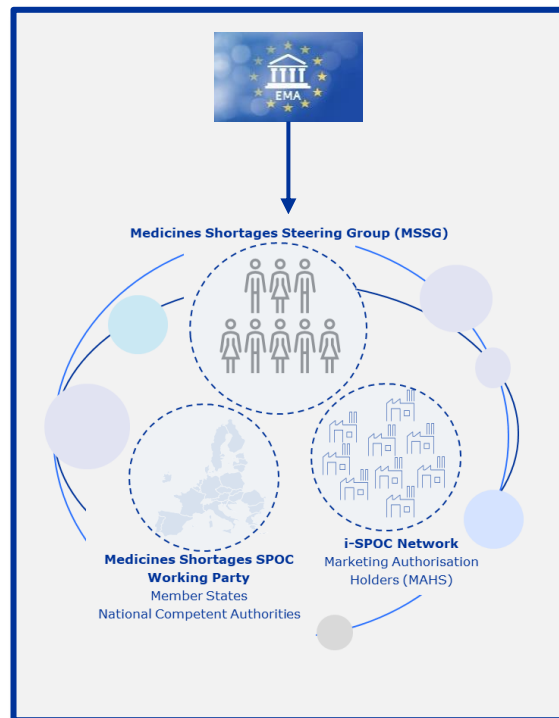 EMA
Medicines Shortages Steering Group (MSSG)
Medicines Shortages SPOC
Working Party
Member States
National Competent Authorities
i-SPOC Network
Marketing Authorisation
Holders (MAHS)